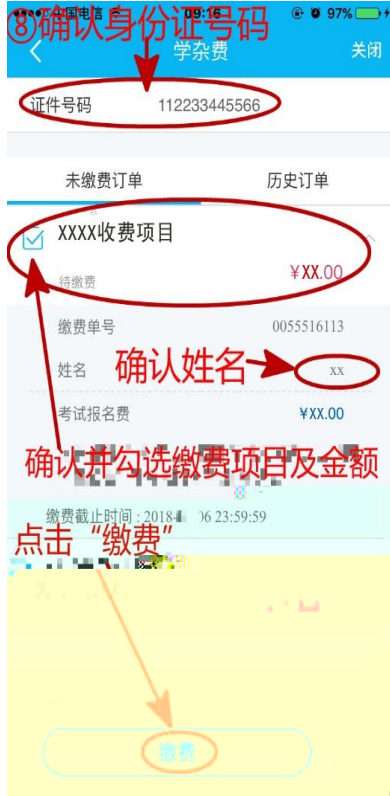 ⑧确认身份证号码
中国电信 09:16 97%
学杂费 关闭
证件号码 112233445566
未缴费订单 历史订单
XXXX收费项目
待缴费 ¥XX.00
缴费单号 0055516113
确认姓名
姓名 xx
考试报名费 ¥XX.00
确认并勾选缴费项目及金额
缴费截止时间 : 2018- 06 23:59:59
点击“缴费”
缴费